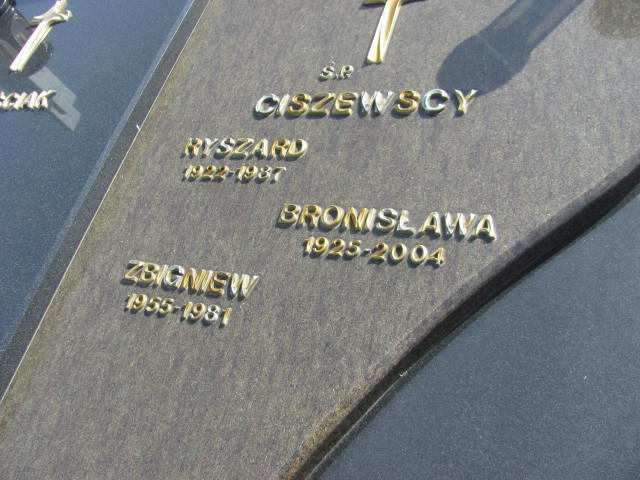 Ś.P.
CISZEWSCY
RYSZARD
1922-1987
BRONISŁAWA
1925-2004
ZBIGNIEW
1955-1981